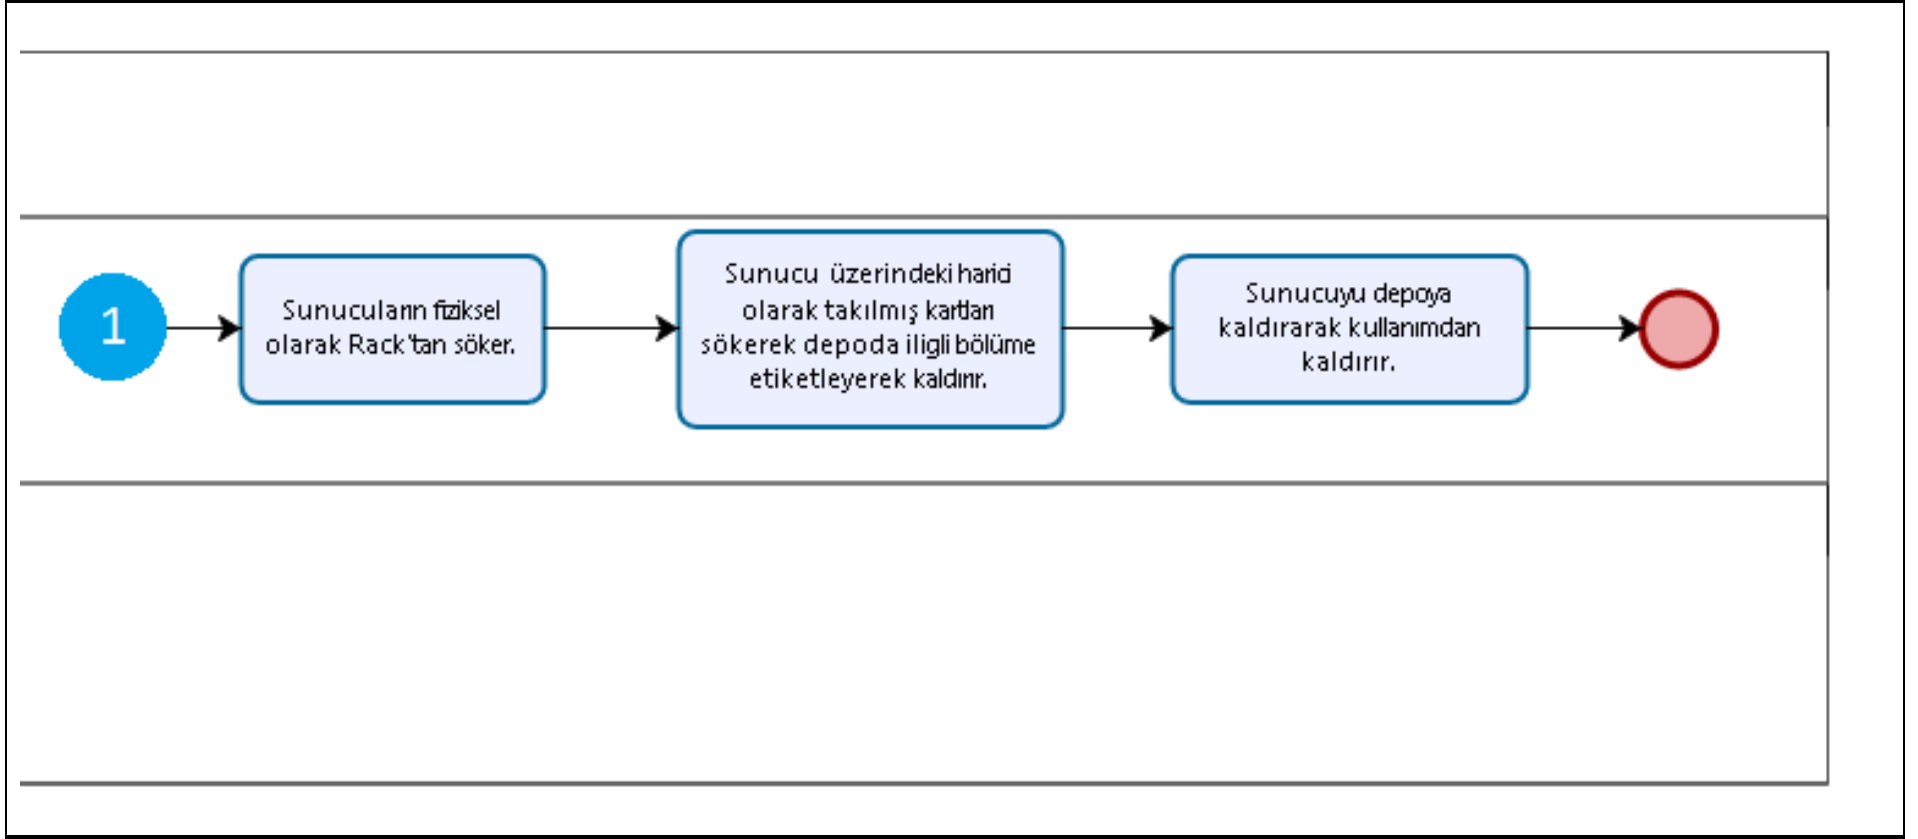 1
Sunucuların fiziksel
olarak Rack'tan söker.
Sunucu üzerindeki harici
olarak takılmış kartları
sökerek depoda iligli bölüme
etiketleyerek kaldırır.
Sunucuyu depoya
kaldırarak kullanımdan
kaldırır.